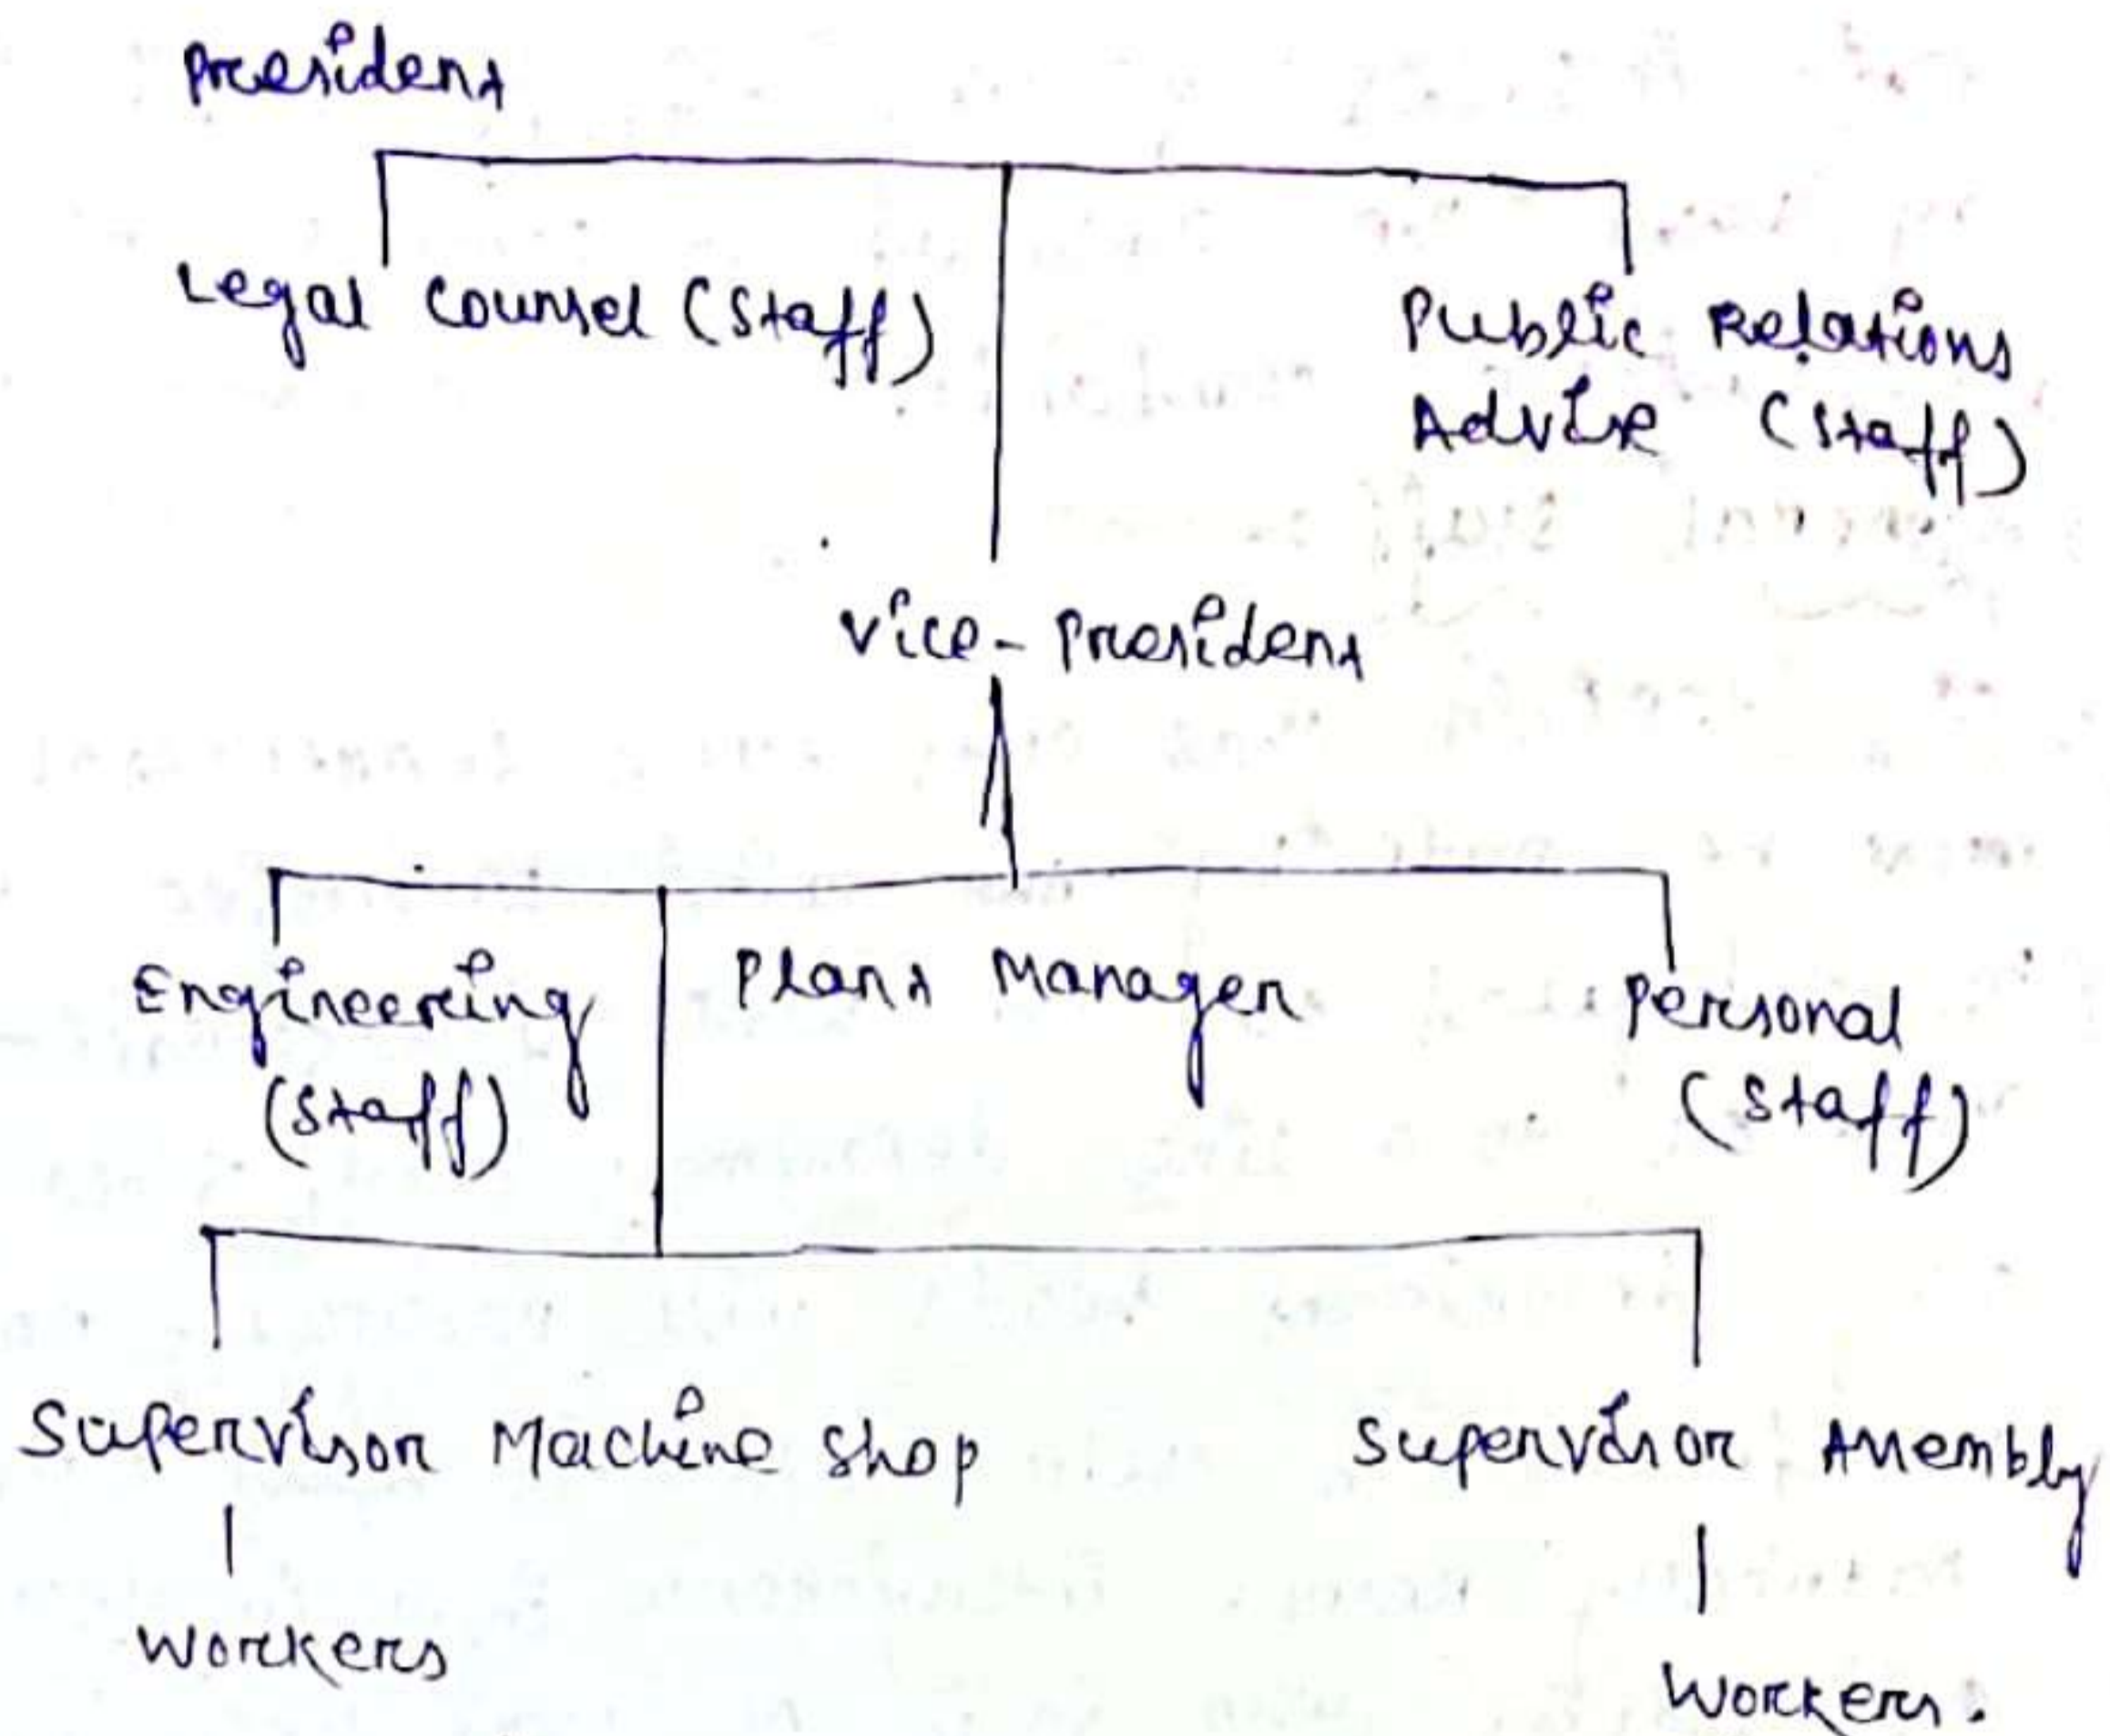 President
Legal Counsel (Staff)
Public Relations
Advise (Staff)
Vice-President
Engineering
(Staff)
Plant Manager
Personal
(Staff)
Supervisor Machine Shop
Supervisor Assembly
Workers
Workers.